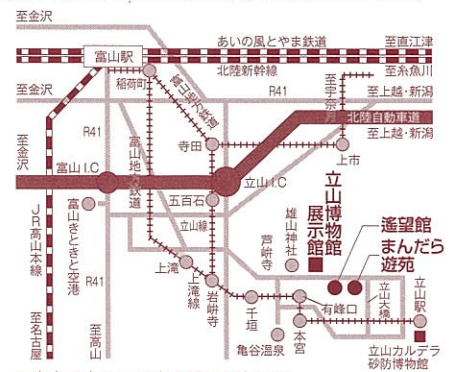 至金沢
あいの風とやま鉄道
至直江津
富山駅
北陸新幹線
至糸魚川
稲荷町
富山地方鉄道
至宇奈月
至金沢
R41
至上越・新潟
北陸自動車道
至上越・新潟
R41
寺田
上市
至金沢
富山I.C
富山地方鉄道
立山I.C
五百石
立山線
富山きときと空港
JR高山本線
R41
上滝
上滝線
岩峅寺
芦峅寺
雄山神社
立山博物館
展示館
遙望館
まんだら
遊苑
立山大橋
立山駅
有峰口
千垣
本宮
亀谷温泉
至高山
至名古屋
立山カルデラ
砂防博物館